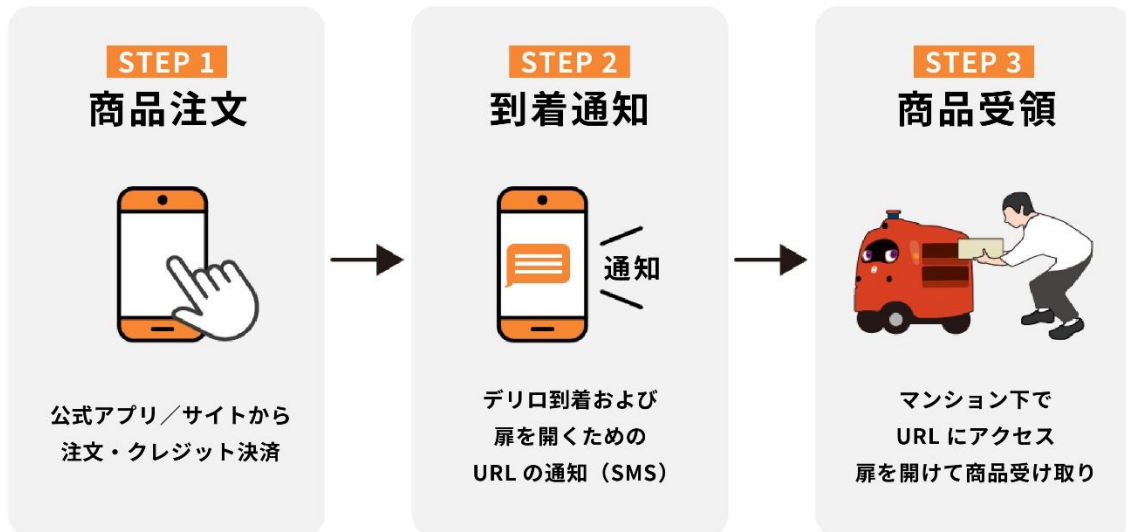 STEP 1
商品注文
公式アプリ／サイトから
注文・クレジット決済
STEP 2
到着通知
通知
デリロ到着および
扉を開くための
URL の通知（SMS）
STEP 3
商品受領
マンション下で
URL にアクセス
扉を開けて商品受け取り